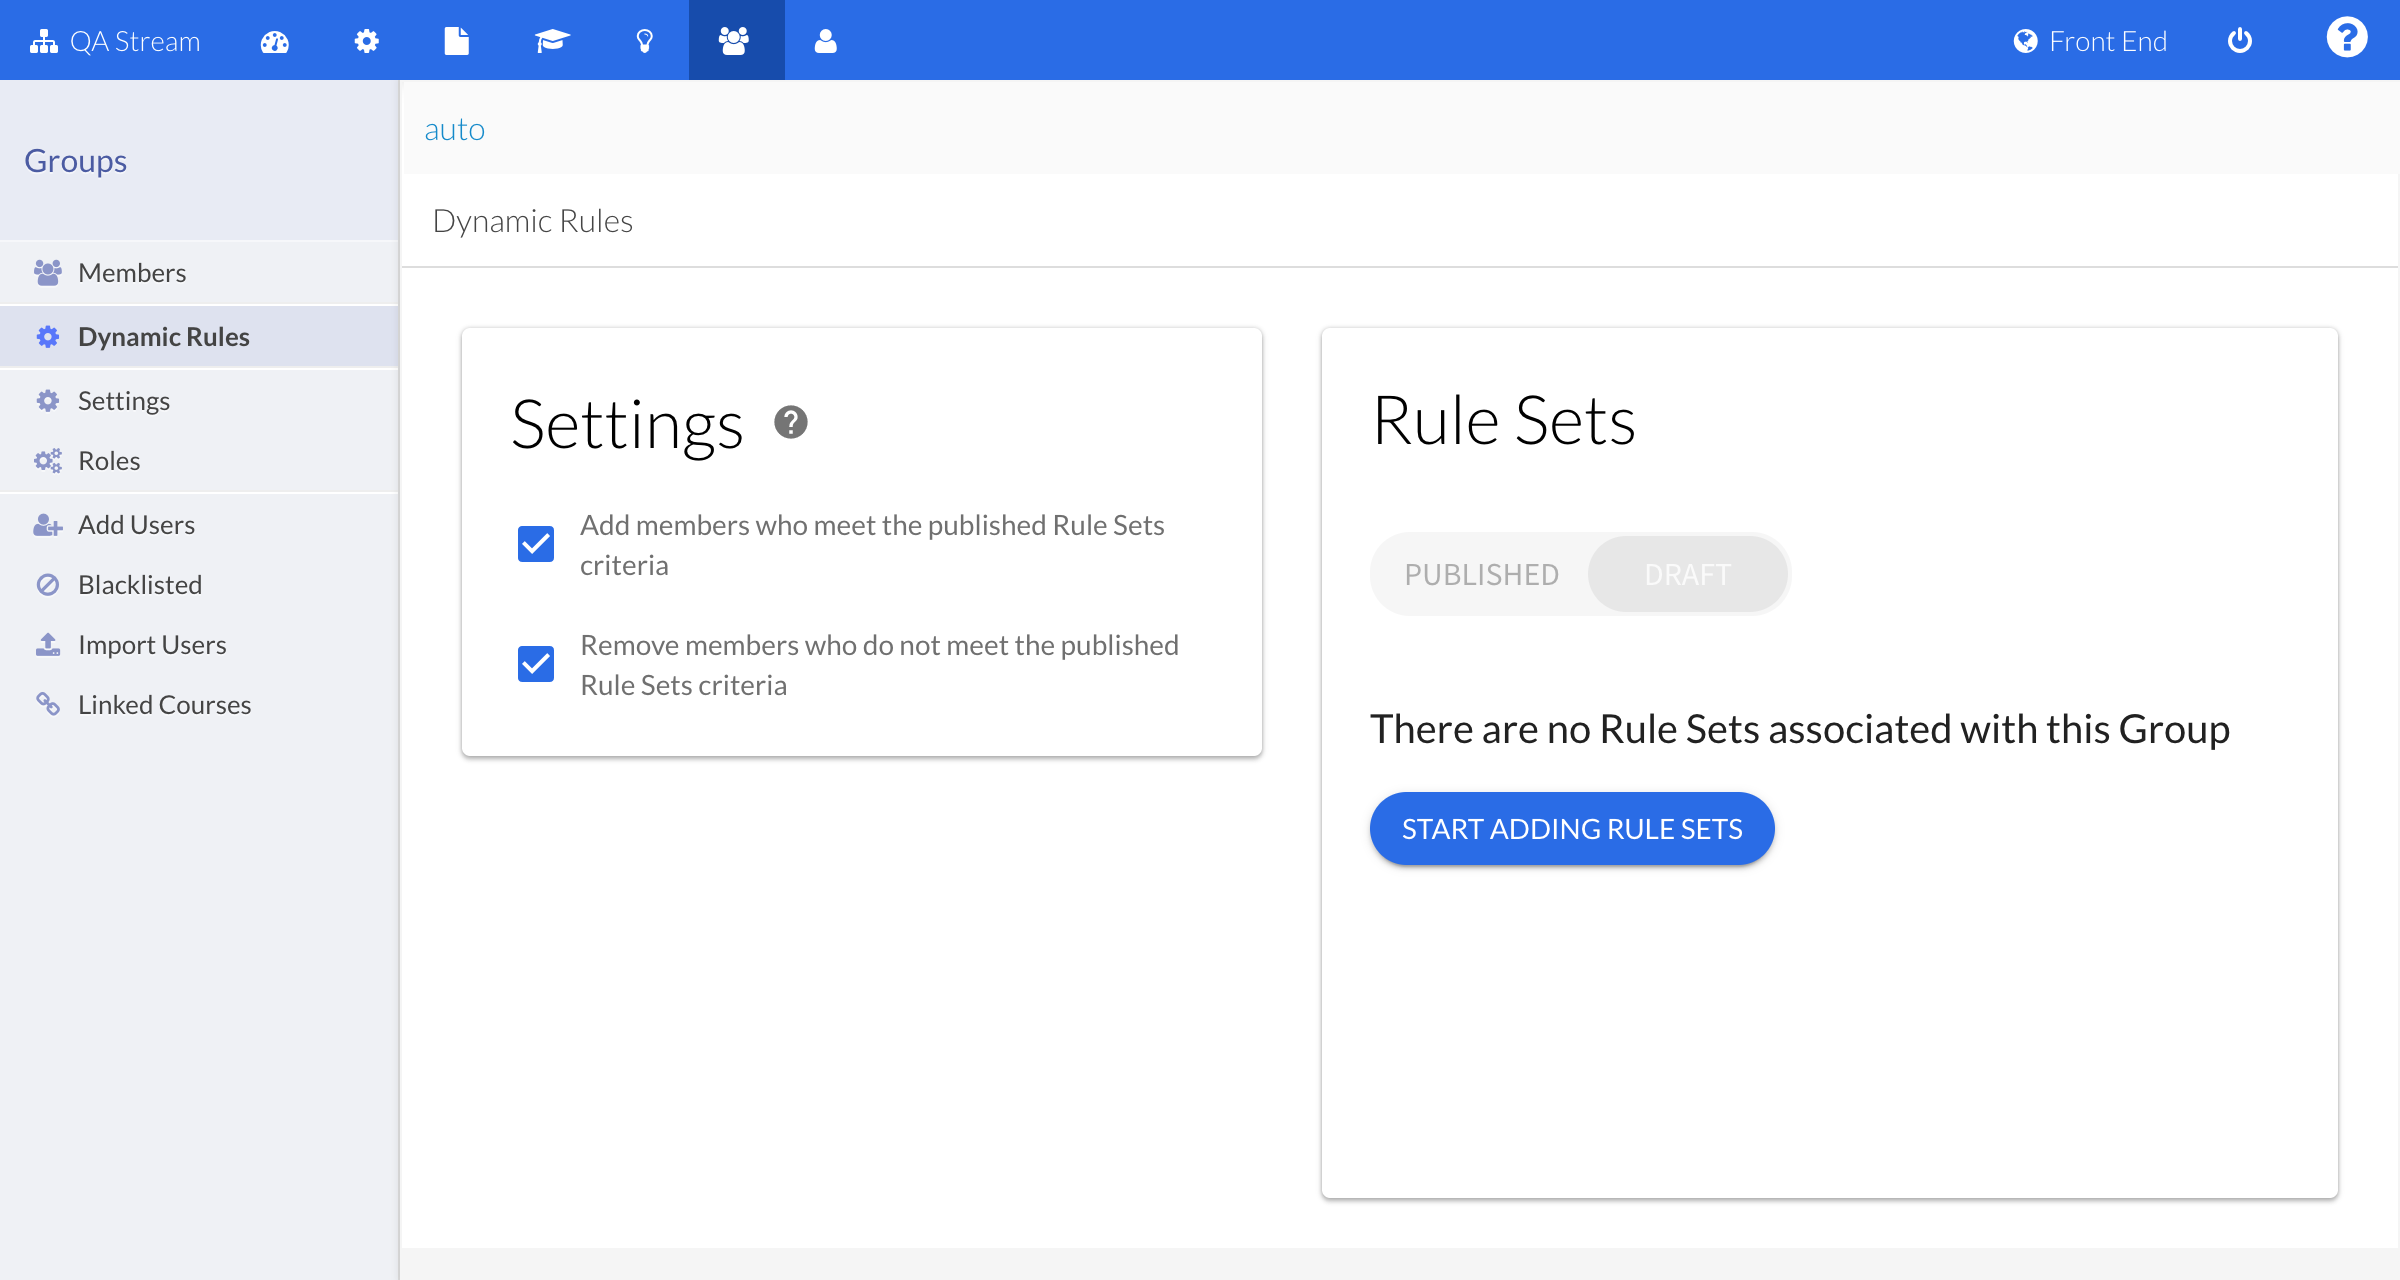 QA Stream
Front End
Groups
Members
Dynamic Rules
Settings
Roles
Add Users
Blacklisted
Import Users
Linked Courses
auto
Dynamic Rules
Settings
Add members who meet the published Rule Sets
criteria
Remove members who do not meet the published
Rule Sets criteria
Rule Sets
PUBLISHED DRAFT
There are no Rule Sets associated with this Group
START ADDING RULE SETS